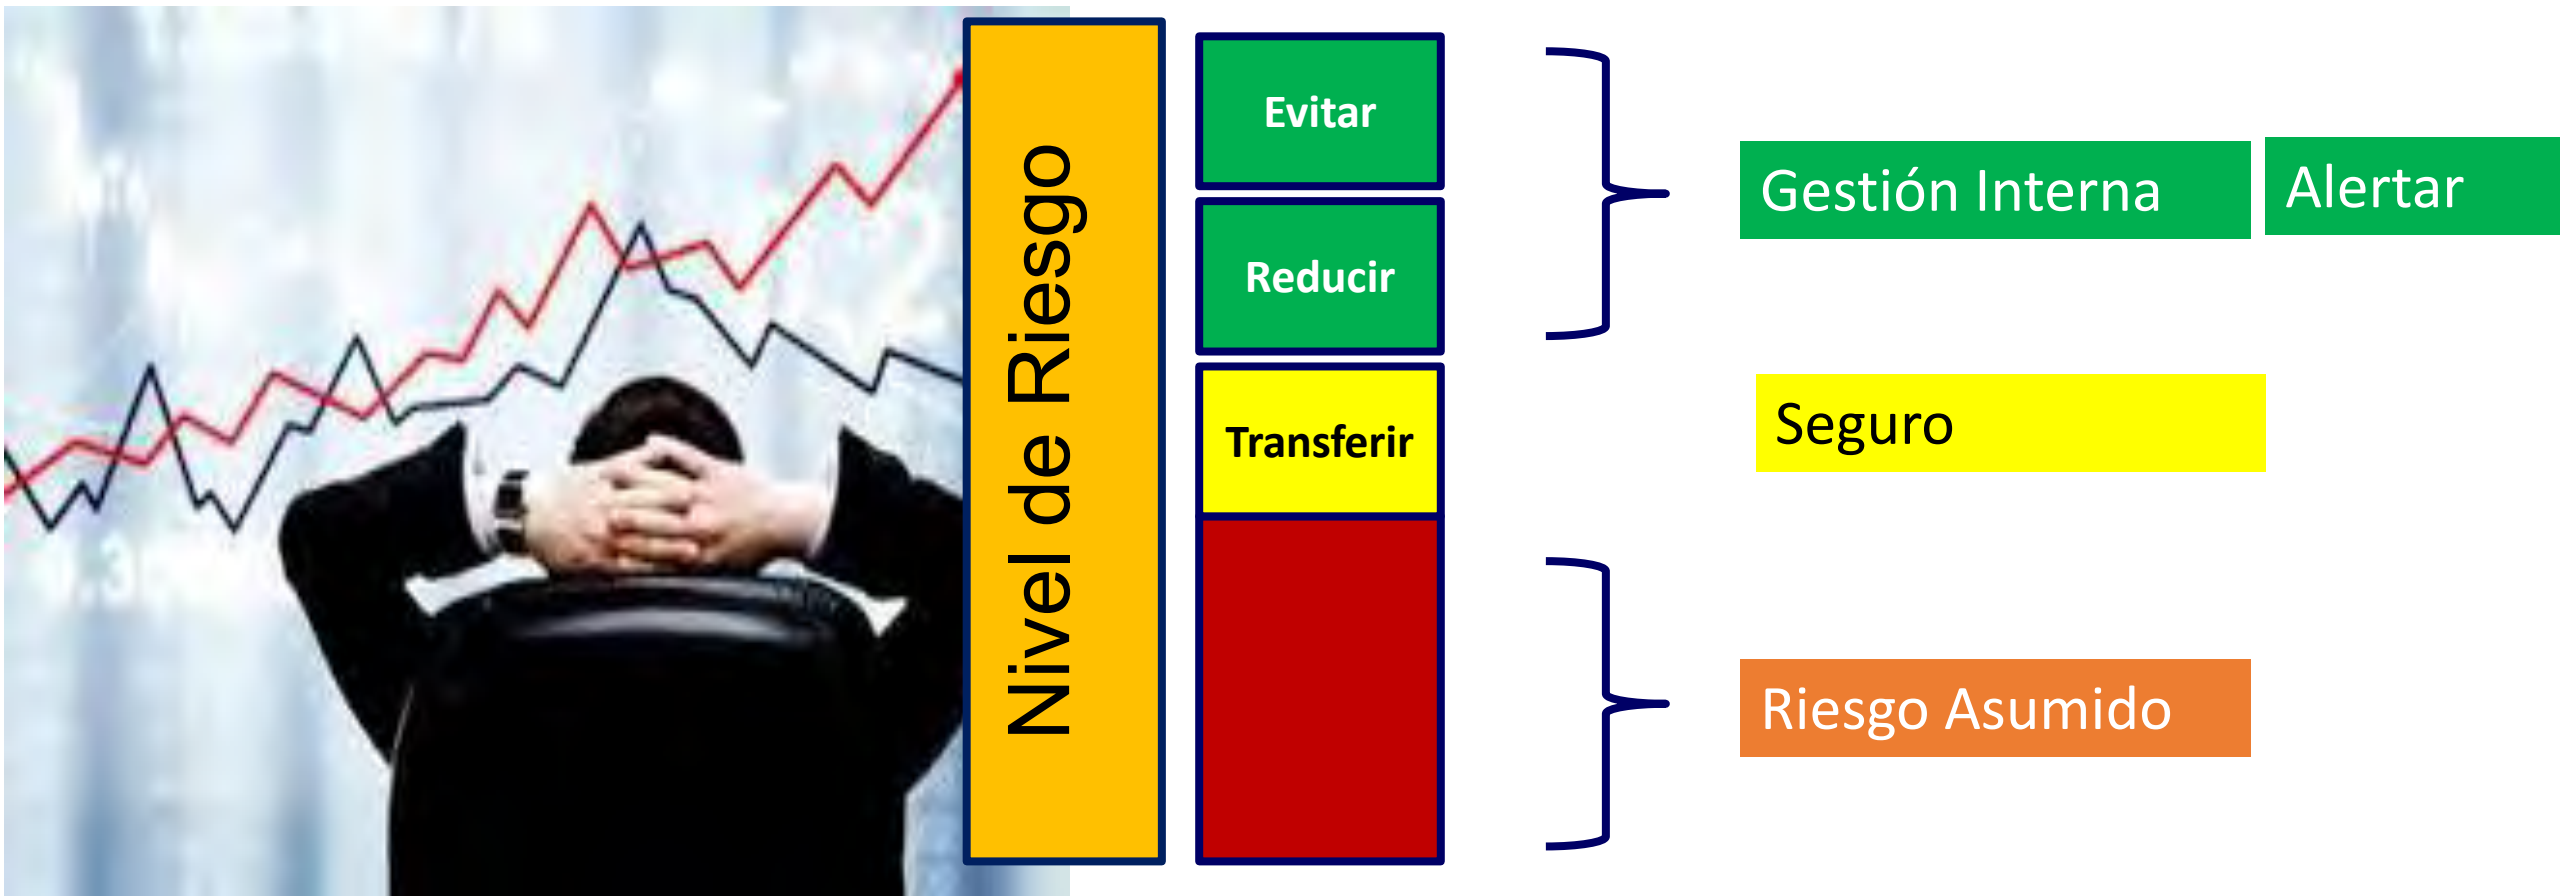 Nivel de Riesgo
Evitar
Reducir
Transferir
Gestión Interna
Alertar
Seguro
Riesgo Asumido